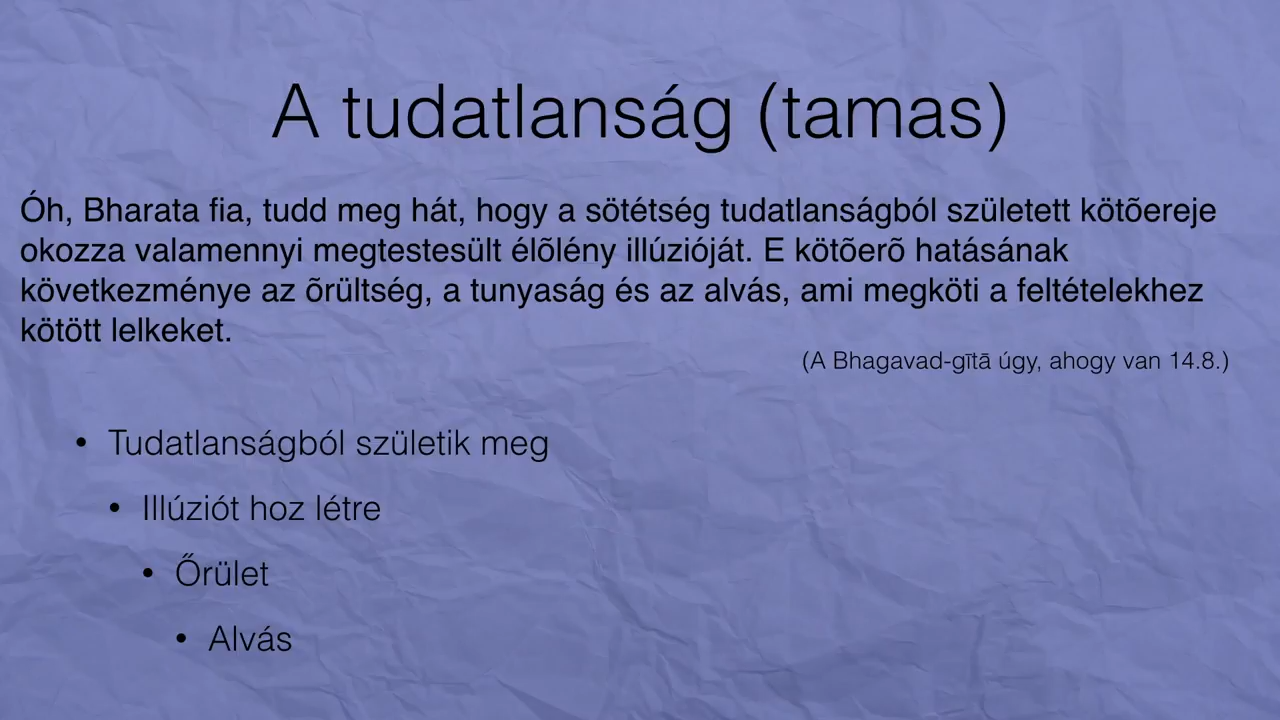 A tudatlanság (tamas)
Óh, Bharata fia, tudd meg hát, hogy a sötétség tudatlanságból született kötõereje
okozza valamennyi megtestesült élõlény illúzióját. E kötõerõ hatásának
következménye az õrültség, a tunyaság és az alvás, ami megköti a feltételekhez
kötött lelkeket.
(A Bhagavad-gītā úgy, ahogy van 14.8.)
• Tudatlanságból születik meg
• Illúziót hoz létre
• Őrület
• Alvás